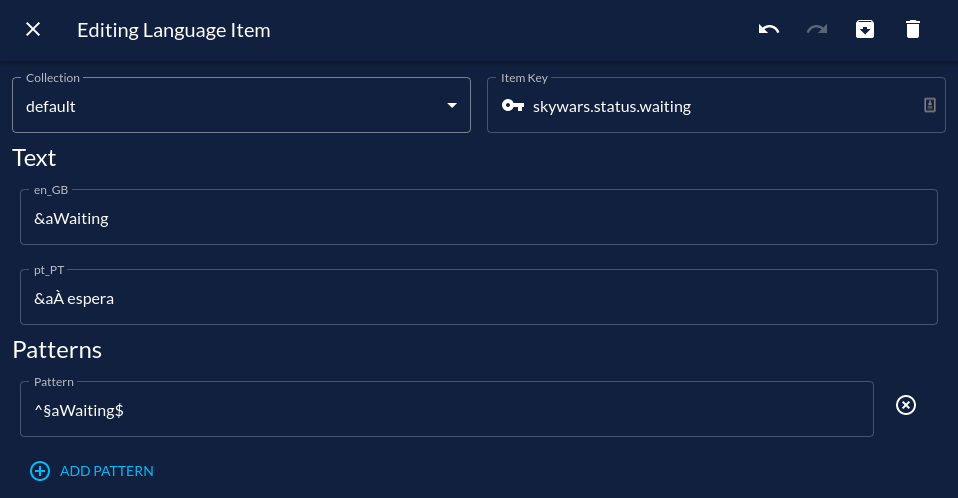 Editing Language Item
Collection
default
Item Key
skywars.status.waiting
Text
en_GB
&aWaiting
pt_PT
&aÀ espera
Patterns
Pattern
^§aWaiting$
ADD PATTERN